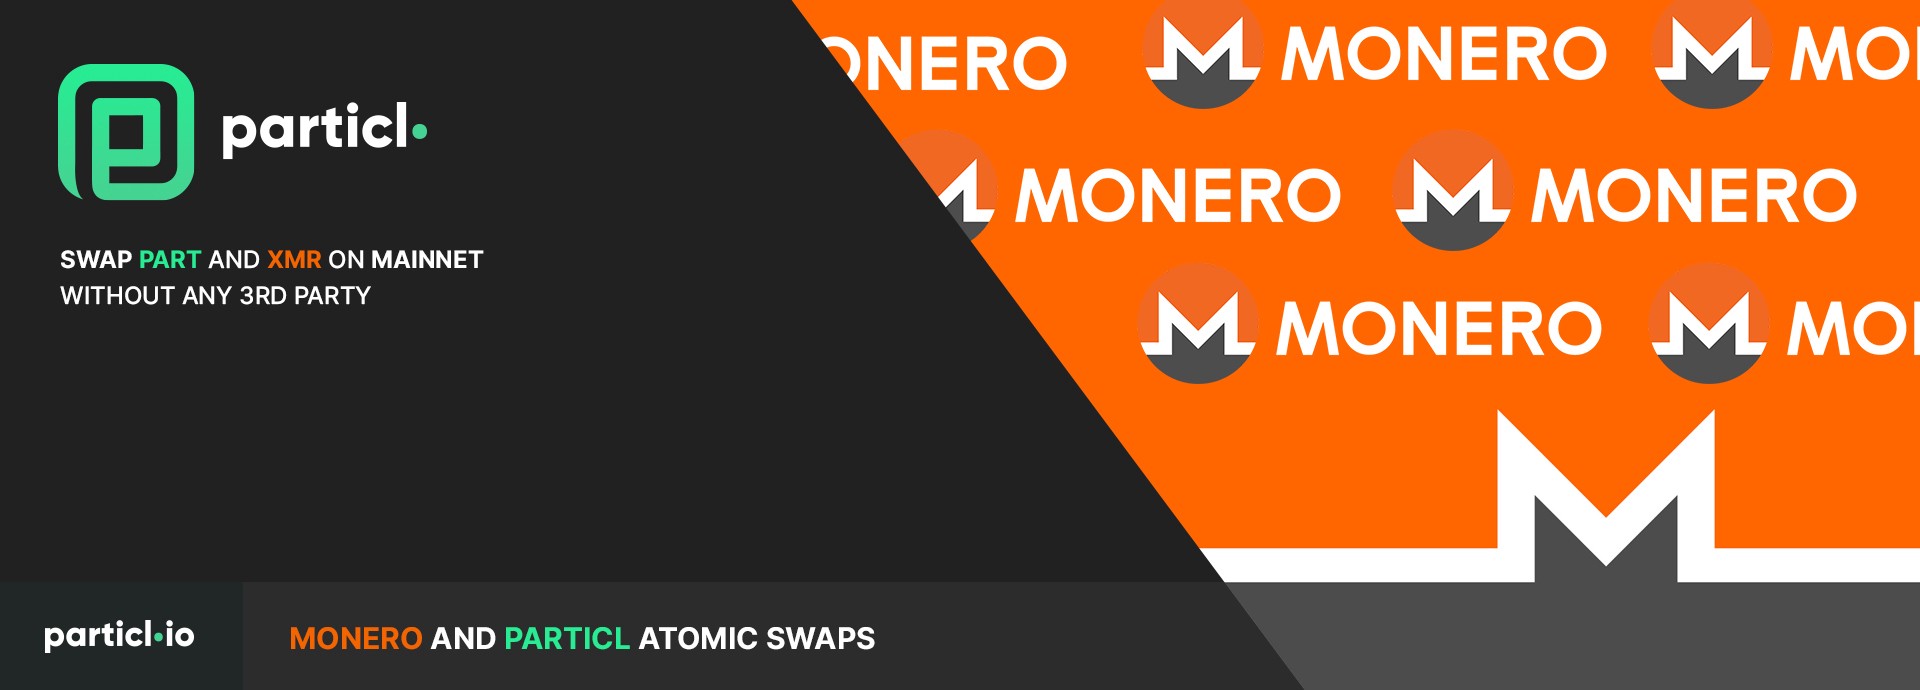 particl
SWAP PART AND XMR ON MAINNET
WITHOUT ANY 3RD PARTY
ONERO MONERO MO
MONERO MONERO
MONERO MO
particl.io
MONERO AND PARTICL ATOMIC SWAPS